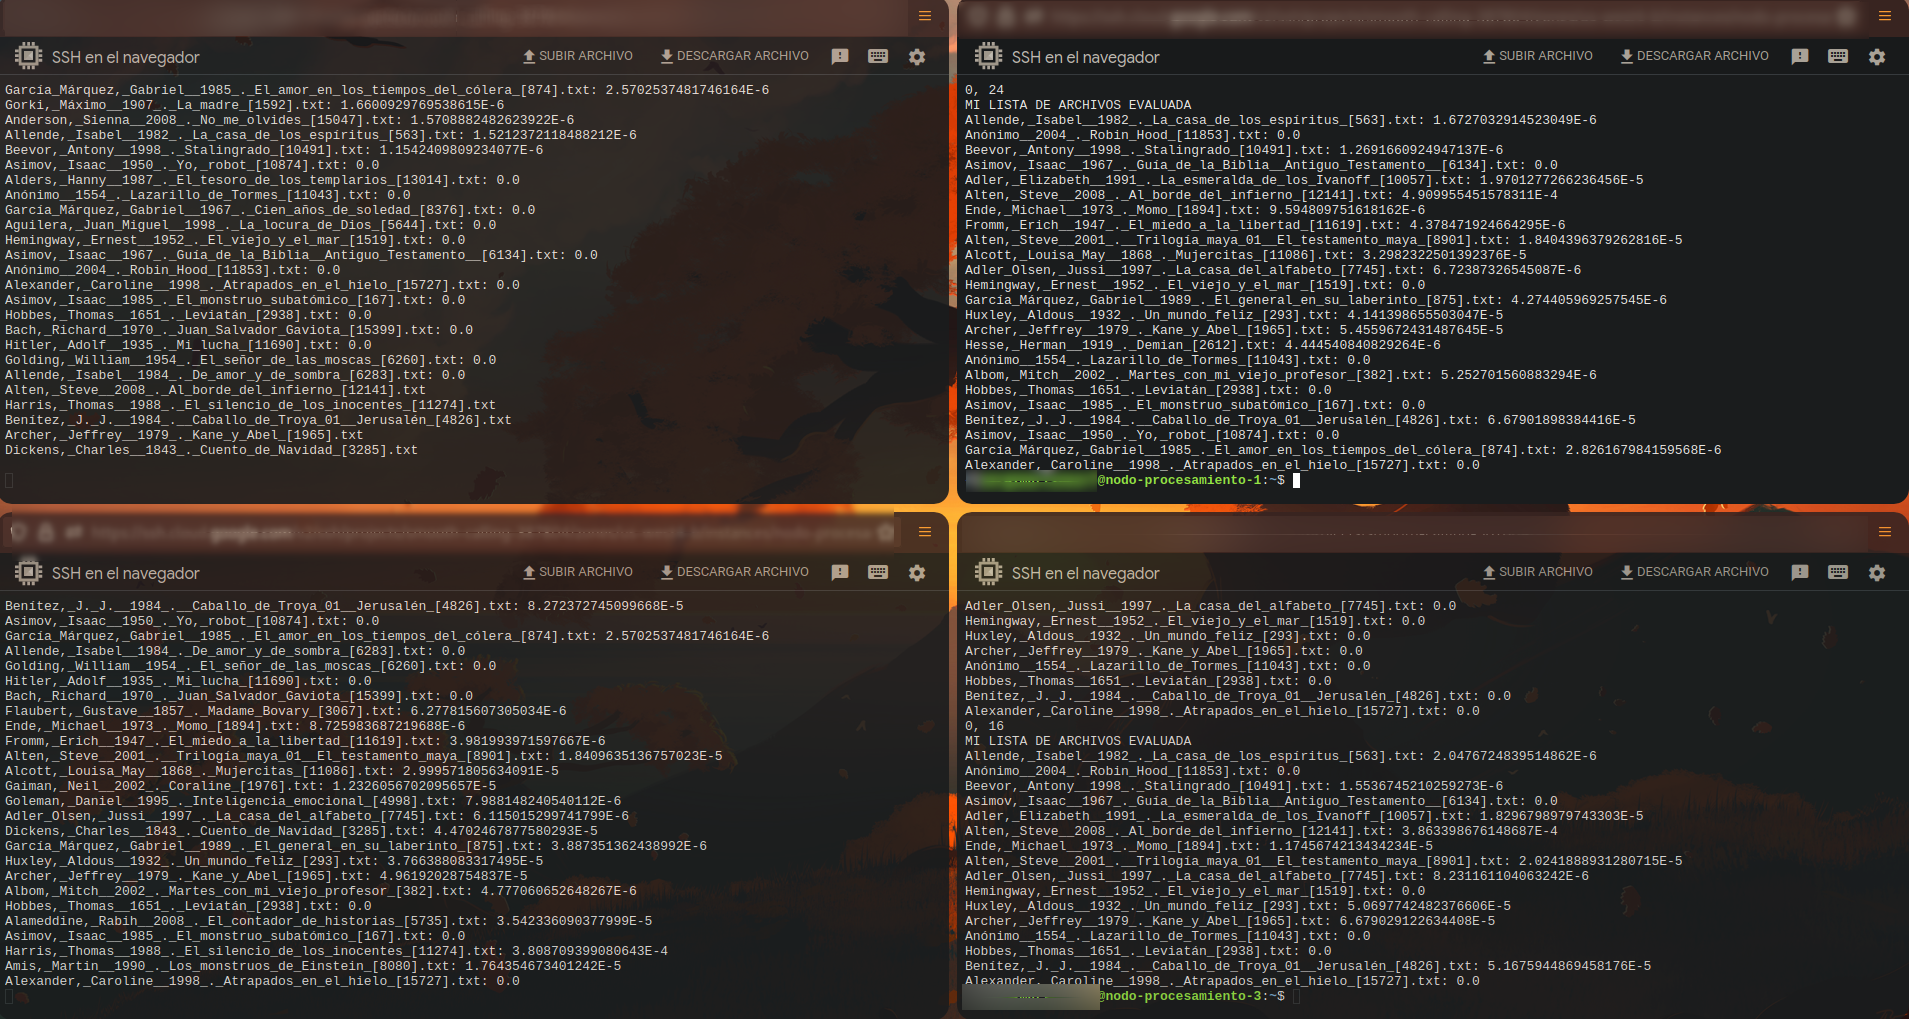 SSH en el navegador
SUBIR ARCHIVO
DESCARGAR ARCHIVO
García_Márquez,_Gabriel__1985_._El_amor_en_los_tiempos_del_cólera_[874].txt: 2.5702537481746164E-6
Gorki,_Máximo__1907_._La_madre_[1592].txt: 1.6600929769538615E-6
Anderson,_Sienna__2008_._No_me_olvides_[15047].txt: 1.5708882482623922E-6
Allende,_Isabel__1982_._La_casa_de_los_espíritus_[563].txt: 1.5212372118488212E-6
Beevor,_Antony__1998_._Stalingrado_[10491].txt: 1.1542409809234077E-6
Asimov,_Isaac__1950_._Yo,_robot_[10874].txt: 0.0
Alders,_Hanny__1987_._El_tesoro_de_los_templarios_[13014].txt: 0.0
Anónimo__1554_._Lazarillo_de_Tormes_[11043].txt: 0.0
García_Márquez,_Gabriel__1967_._Cien_años_de_soledad_[8376].txt: 0.0
Aguilera,_Juan_Miguel__1998_._La_locura_de_Dios_[5644].txt: 0.0
Hemingway,_Ernest__1952_._El_viejo_y_el_mar_[1519].txt: 0.0
Asimov,_Isaac__1967_._Guía_de_la_Biblia__Antiguo_Testamento__[6134].txt: 0.0
Anónimo__2004_._Robin_Hood_[11853].txt: 0.0
Alexander,_Caroline__1998_._Atrapados_en_el_hielo_[15727].txt: 0.0
Asimov,_Isaac__1985_._El_monstruo_subatómico_[167].txt: 0.0
Hobbes,_Thomas__1651_._Leviatán_[2938].txt: 0.0
Bach,_Richard__1970_._Juan_Salvador_Gaviota_[15399].txt: 0.0
Hitler,_Adolf__1935_._Mi_lucha_[11690].txt: 0.0
Golding,_William__1954_._El_señor_de_las_moscas_[6260].txt: 0.0
Allende,_Isabel__1984_._De_amor_y_de_sombra_[6283].txt: 0.0
Alten,_Steve__2008_._Al_borde_del_infierno_[12141].txt
Harris,_Thomas__1988_._El_silencio_de_los_inocentes_[11274].txt
Benítez,_J._J.__1984_.__Caballo_de_Troya_01__Jerusalén_[4826].txt
Archer,_Jeffrey__1979_._Kane_y_Abel_[1965].txt
Dickens,_Charles__1843_._Cuento_de_Navidad_[3285].txt
SSH en el navegador
SUBIR ARCHIVO
DESCARGAR ARCHIVO
0, 24
MI LISTA DE ARCHIVOS EVALUADA
Allende,_Isabel__1982_._La_casa_de_los_espíritus_[563].txt: 1.6727032914523049E-6
Anónimo__2004_._Robin_Hood_[11853].txt: 0.0
Beevor,_Antony__1998_._Stalingrado_[10491].txt: 1.2691660924947137E-6
Asimov,_Isaac__1967_._Guía_de_la_Biblia__Antiguo_Testamento__[6134].txt: 0.0
Adler,_Elizabeth__1991_._La_esmeralda_de_los_Ivanoff_[10057].txt: 1.9701277266236456E-5
Alten,_Steve__2008_._Al_borde_del_infierno_[12141].txt: 4.909955451578311E-4
Ende,_Michael__1973_._Momo_[1894].txt: 9.594809751618162E-6
Fromm,_Erich__1947_._El_miedo_a_la_libertad_[11619].txt: 4.378471924664295E-6
Alten,_Steve__2001_.__Trilogía_maya_01__El_testamento_maya_[8901].txt: 1.8404396379262816E-5
Alcott,_Louisa_May__1868_._Mujercitas_[11086].txt: 3.2982322501392376E-5
Adler_Olsen,_Jussi__1997_._La_casa_del_alfabeto_[7745].txt: 6.72387326545087E-6
Hemingway,_Ernest__1952_._El_viejo_y_el_mar_[1519].txt: 0.0
García_Márquez,_Gabriel__1989_._El_general_en_su_laberinto_[875].txt: 4.274405969257545E-6
Huxley,_Aldous__1932_._Un_mundo_feliz_[293].txt: 4.141398655503047E-5
Archer,_Jeffrey__1979_._Kane_y_Abel_[1965].txt: 5.4559672431487645E-5
Hesse,_Herman__1919_._Demian_[2612].txt: 4.444540840829264E-6
Anónimo__1554_._Lazarillo_de_Tormes_[11043].txt: 0.0
Albom,_Mitch__2002_._Martes_con_mi_viejo_profesor_[382].txt: 5.252701560883294E-6
Hobbes,_Thomas__1651_._Leviatán_[2938].txt: 0.0
Asimov,_Isaac__1985_._El_monstruo_subatómico_[167].txt: 0.0
Benítez,_J._J.__1984_.__Caballo_de_Troya_01__Jerusalén_[4826].txt: 6.67901898384416E-5
Asimov,_Isaac__1950_._Yo,_robot_[10874].txt: 0.0
García_Márquez,_Gabriel__1985_._El_amor_en_los_tiempos_del_cólera_[874].txt: 2.826167984159568E-6
Alexander,_Caroline__1998_._Atrapados_en_el_hielo_[15727].txt: 0.0
@nodo-procesamiento-1:~$
SSH en el navegador
SUBIR ARCHIVO
DESCARGAR ARCHIVO
Benítez,_J._J.__1984_.__Caballo_de_Troya_01__Jerusalén_[4826].txt: 8.272372745099668E-5
Asimov,_Isaac__1950_._Yo,_robot_[10874].txt: 0.0
García_Márquez,_Gabriel__1985_._El_amor_en_los_tiempos_del_cólera_[874].txt: 2.5702537481746164E-6
Allende,_Isabel__1984_._De_amor_y_de_sombra_[6283].txt: 0.0
Golding,_William__1954_._El_señor_de_las_moscas_[6260].txt: 0.0
Hitler,_Adolf__1935_._Mi_lucha_[11690].txt: 0.0
Bach,_Richard__1970_._Juan_Salvador_Gaviota_[15399].txt: 0.0
Flaubert,_Gustave__1857_._Madame_Bovary_[3067].txt: 6.277815607305034E-6
Ende,_Michael__1973_._Momo_[1894].txt: 8.725983687219688E-6
Fromm,_Erich__1947_._El_miedo_a_la_libertad_[11619].txt: 3.981993971597667E-6
Alten,_Steve__2001_.__Trilogía_maya_01__El_testamento_maya_[8901].txt: 1.8409635136757023E-5
Alcott,_Louisa_May__1868_._Mujercitas_[11086].txt: 2.999571805634091E-5
Gaiman,_Neil__2002_._Coraline_[1976].txt: 1.2326056702095657E-5
Goleman,_Daniel__1995_._Inteligencia_emocional_[4998].txt: 7.988148240540112E-6
Adler_Olsen,_Jussi__1997_._La_casa_del_alfabeto_[7745].txt: 6.115015299741799E-6
Dickens,_Charles__1843_._Cuento_de_Navidad_[3285].txt: 4.4702467877580293E-5
García_Márquez,_Gabriel__1989_._El_general_en_su_laberinto_[875].txt: 3.887351362438992E-6
Huxley,_Aldous__1932_._Un_mundo_feliz_[293].txt: 3.766388083317495E-5
Archer,_Jeffrey__1979_._Kane_y_Abel_[1965].txt: 4.96192028754837E-5
Albom,_Mitch__2002_._Martes_con_mi_viejo_profesor_[382].txt: 4.777060652648267E-6
Hobbes,_Thomas__1651_._Leviatán_[2938].txt: 0.0
Alameddine,_Rabih__2008_._El_contador_de_historias_[5735].txt: 3.542336090377999E-5
Asimov,_Isaac__1985_._El_monstruo_subatómico_[167].txt: 0.0
Harris,_Thomas__1988_._El_silencio_de_los_inocentes_[11274].txt: 3.808709399080643E-4
Amis,_Martin__1990_._Los_monstruos_de_Einstein_[8080].txt: 1.764354673401242E-5
Alexander,_Caroline__1998_._Atrapados_en_el_hielo_[15727].txt: 0.0
SSH en el navegador
SUBIR ARCHIVO
DESCARGAR ARCHIVO
Adler_Olsen,_Jussi__1997_._La_casa_del_alfabeto_[7745].txt: 0.0
Hemingway,_Ernest__1952_._El_viejo_y_el_mar_[1519].txt: 0.0
Huxley,_Aldous__1932_._Un_mundo_feliz_[293].txt: 0.0
Archer,_Jeffrey__1979_._Kane_y_Abel_[1965].txt: 0.0
Anónimo__1554_._Lazarillo_de_Tormes_[11043].txt: 0.0
Hobbes,_Thomas__1651_._Leviatán_[2938].txt: 0.0
Benítez,_J._J.__1984_.__Caballo_de_Troya_01__Jerusalén_[4826].txt: 0.0
Alexander,_Caroline__1998_._Atrapados_en_el_hielo_[15727].txt: 0.0
0, 16
MI LISTA DE ARCHIVOS EVALUADA
Allende,_Isabel__1982_._La_casa_de_los_espíritus_[563].txt: 2.0476724839514862E-6
Anónimo__2004_._Robin_Hood_[11853].txt: 0.0
Beevor,_Antony__1998_._Stalingrado_[10491].txt: 1.5536745210259273E-6
Asimov,_Isaac__1967_._Guía_de_la_Biblia__Antiguo_Testamento__[6134].txt: 0.0
Adler,_Elizabeth__1991_._La_esmeralda_de_los_Ivanoff_[10057].txt: 1.8296798979743303E-5
Alten,_Steve__2008_._Al_borde_del_infierno_[12141].txt: 3.863398676148687E-4
Ende,_Michael__1973_._Momo_[1894].txt: 1.1745674213434234E-5
Alten,_Steve__2001_.__Trilogía_maya_01__El_testamento_maya_[8901].txt: 2.0241888931280715E-5
Adler_Olsen,_Jussi__1997_._La_casa_del_alfabeto_[7745].txt: 8.231161104063242E-6
Hemingway,_Ernest__1952_._El_viejo_y_el_mar_[1519].txt: 0.0
Huxley,_Aldous__1932_._Un_mundo_feliz_[293].txt: 5.0697742482376606E-5
Archer,_Jeffrey__1979_._Kane_y_Abel_[1965].txt: 6.679029122634408E-5
Anónimo__1554_._Lazarillo_de_Tormes_[11043].txt: 0.0
Hobbes,_Thomas__1651_._Leviatán_[2938].txt: 0.0
Benítez,_J._J.__1984_.__Caballo_de_Troya_01__Jerusalén_[4826].txt: 5.1675944869458176E-5
Alexander,_Caroline__1998_._Atrapados_en_el_hielo_[15727].txt: 0.0
@nodo-procesamiento-3:~$